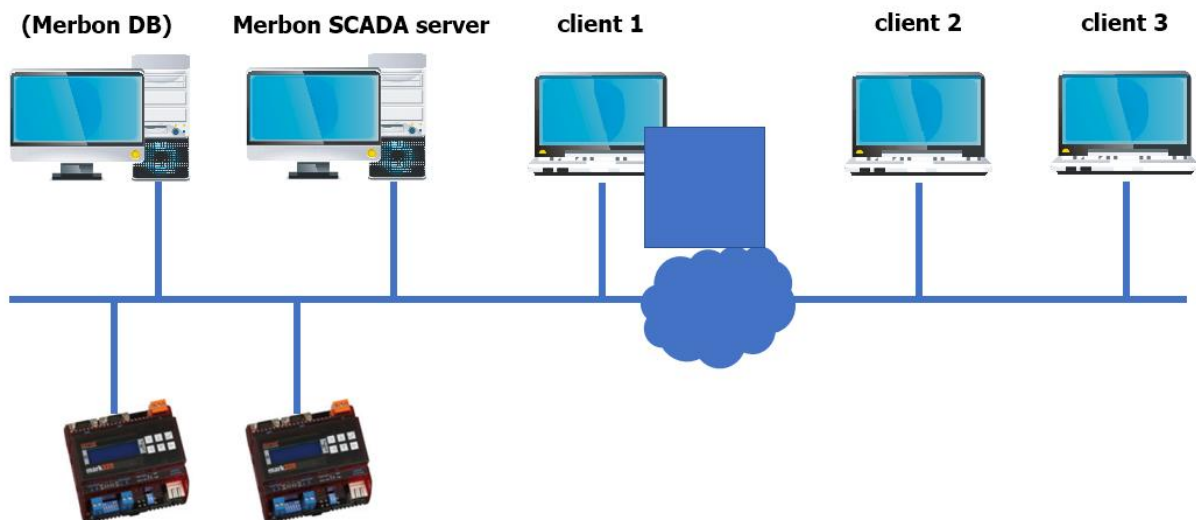 (Merbon DB)
Merbon SCADA server
client 1
client 2
client 3